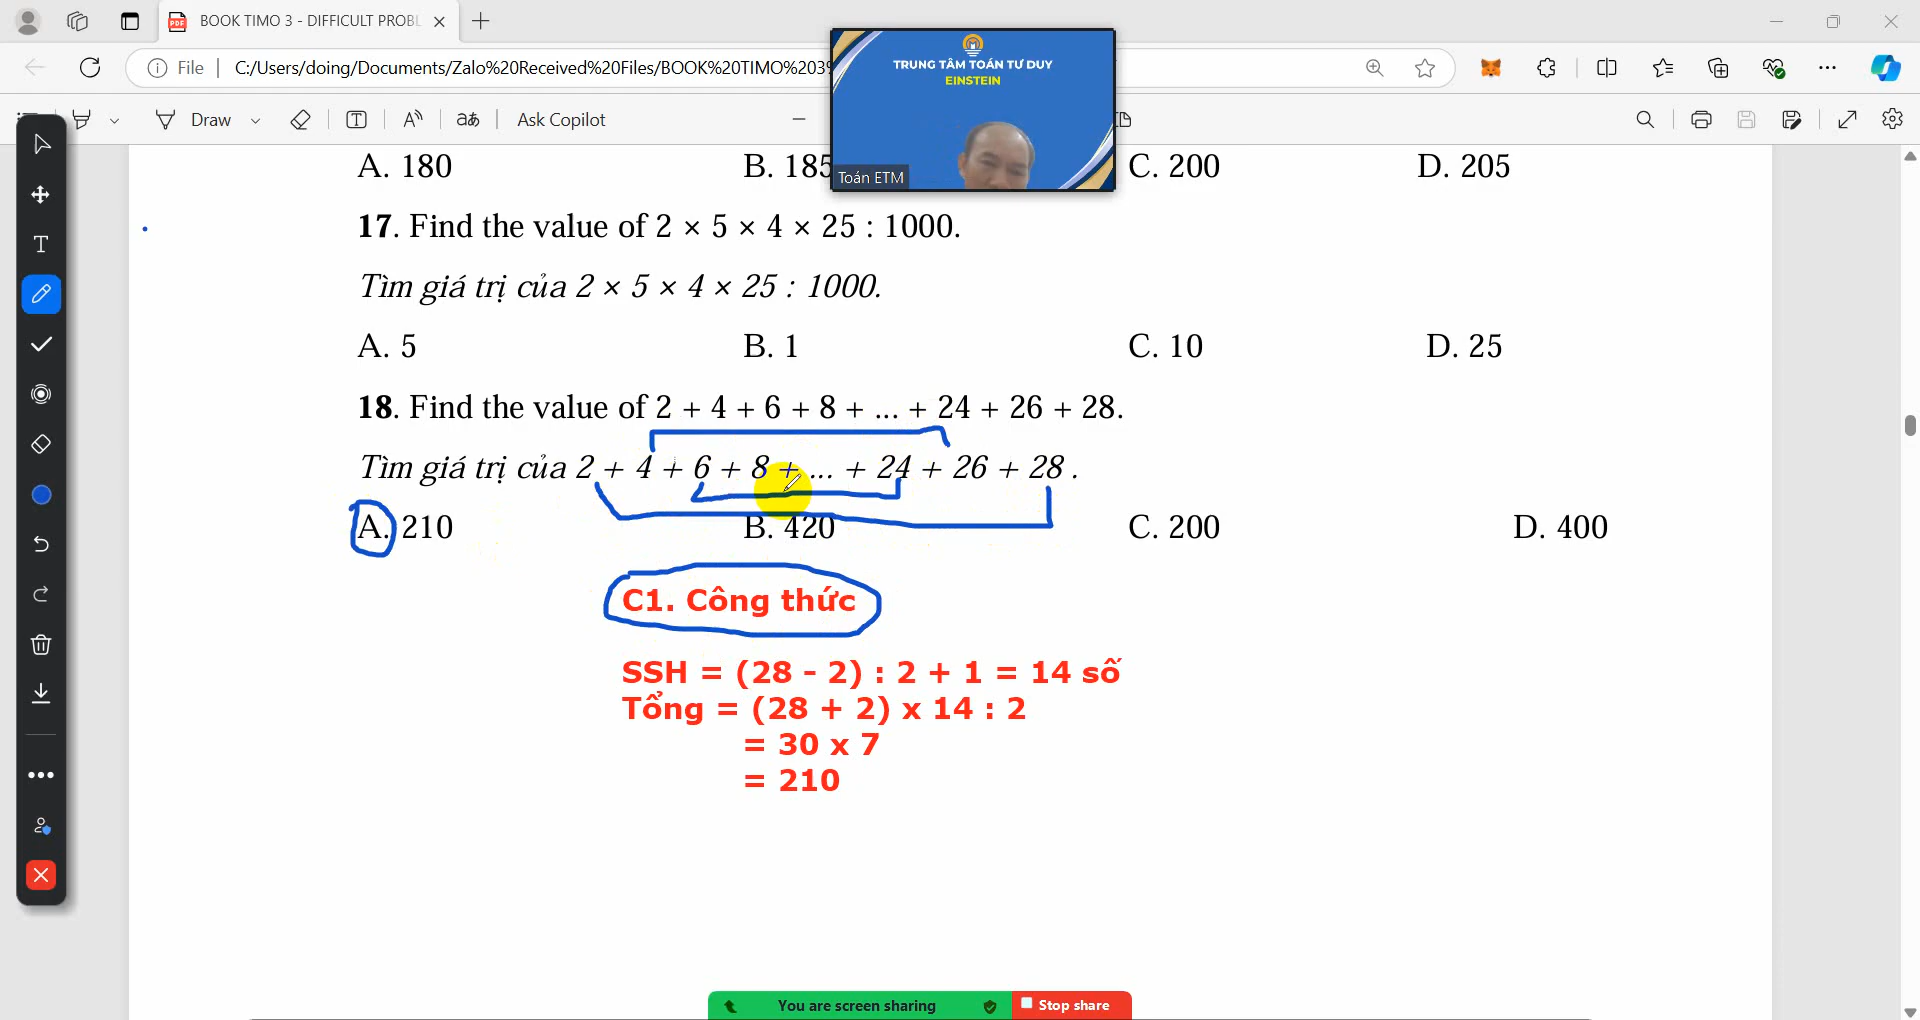 BOOK TIMO 3 - DIFFICULT PROBL
File
C:/Users/doing/Documents/Zalo%20Received%20Files/BOOK%20TIMO%203
TRUNG TÂM TOÁN TƯ DUY
EINSTEIN
Toán ETM
Draw
Ask Copilot
A. 180 B. 185 C. 200 D. 205
17. Find the value of 2 × 5 × 4 × 25 : 1000.
Tìm giá trị của 2 × 5 × 4 × 25 : 1000.
A. 5 B. 1 C. 10 D. 25
18. Find the value of 2 + 4 + 6 + 8 + ... + 24 + 26 + 28.
Tìm giá trị của 2 + 4 + 6 + 8 + ... + 24 + 26 + 28 .
A. 210 B. 420 C. 200 D. 400
C1. Công thức
SSH = (28 - 2) : 2 + 1 = 14 số
Tổng = (28 + 2) x 14 : 2
= 30 x 7
= 210
You are screen sharing
Stop share